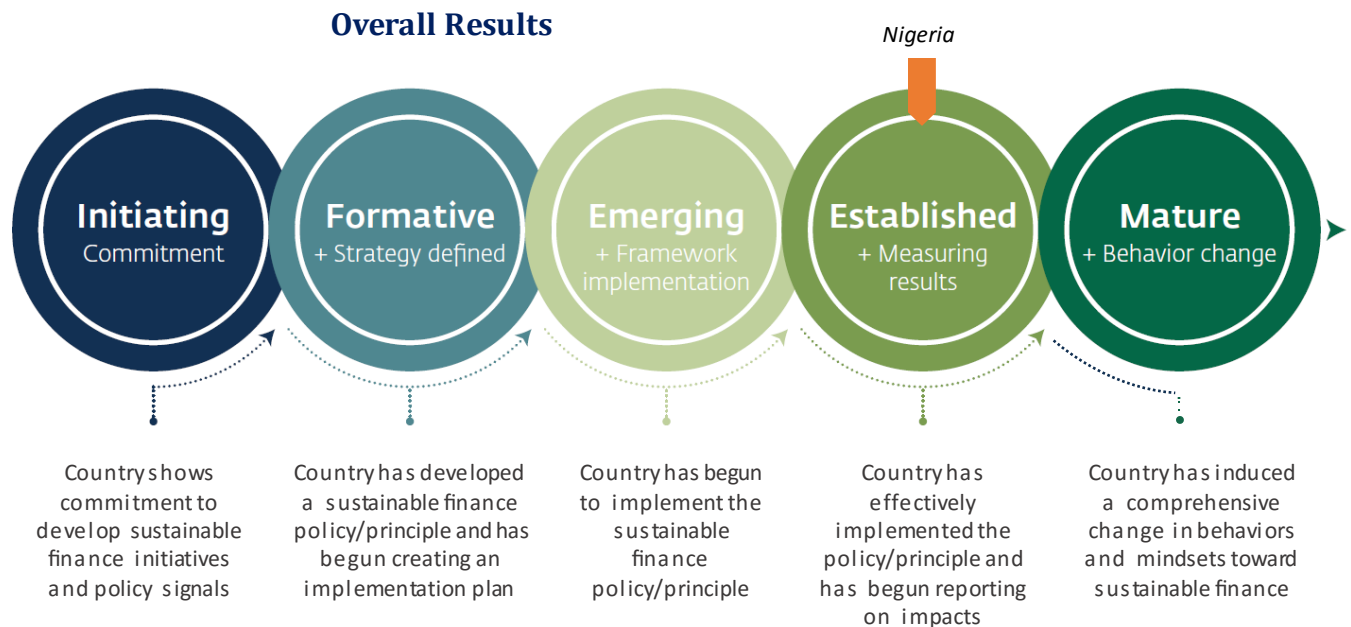 Overall Results
Nigeria
Initiating
Commitment
Formative
+ Strategy defined
Emerging
+ Framework
implementation
Established
+ Measuring
results
Mature
+ Behavior change
Country shows
commitment to
develop sustainable
finance initiatives
and policy signals
Country has developed
a sustainable finance
policy/principle and has
begun creating an
implementation plan
Country has begun
to implement the
sustainable
finance
policy/principle
Country has
effectively
implemented the
policy/principle and
has begun reporting
on impacts
Country has induced
a comprehensive
change in behaviors
and mindsets toward
sustainable finance